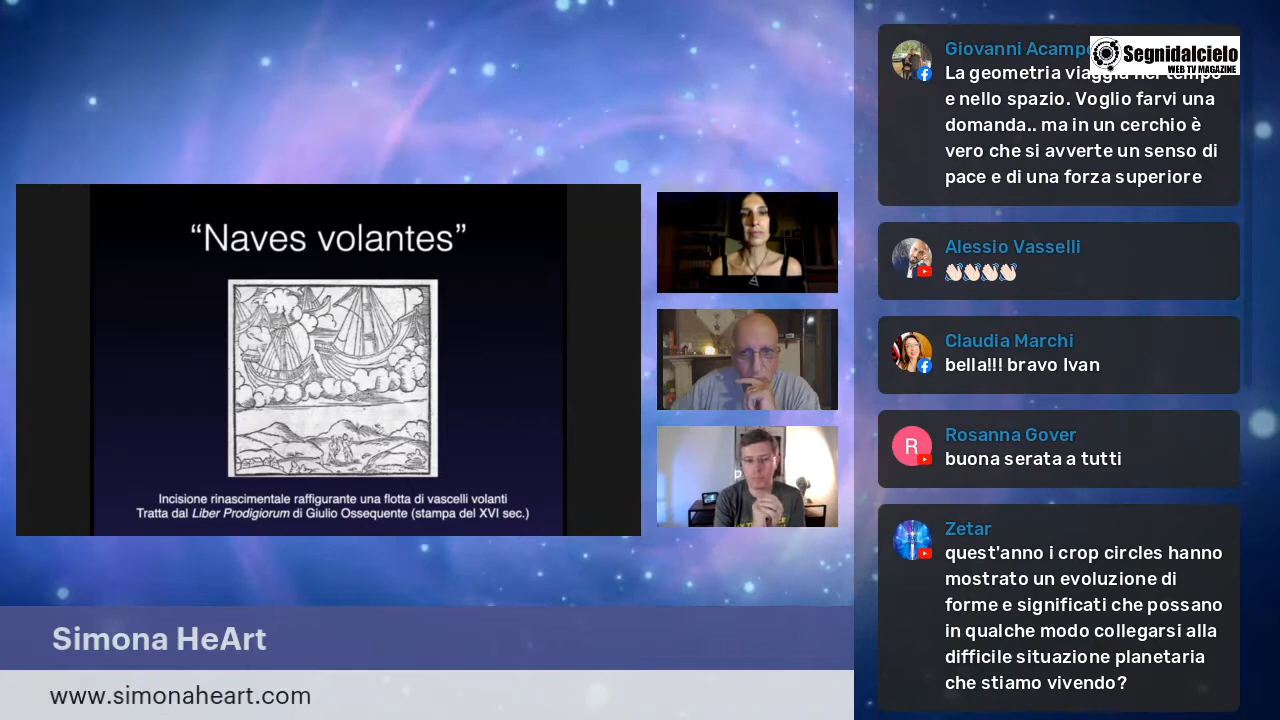 “Naves volantes”
Incisione rinascimentale raffigurante una flotta di vascelli volanti
Tratta dal Liber Prodigiorum di Giulio Ossequente (stampa del XVI sec.)
Simona HeArt
www.simonaheart.com
Segnidalcielo
WEB TV MAGAZINE
Giovanni
La geometria viaggia nel tempo
e nello spazio. Voglio farvi una
domanda.. ma in un cerchio è
vero che si avverte un senso di
pace e di una forza superiore
Alessio Vasselli
Claudia Marchi
bella!!! bravo Ivan
R
Rosanna Gover
buona serata a tutti
Zetar
quest'anno i crop circles hanno
mostrato un evoluzione di
forme e significati che possano
in qualche modo collegarsi alla
difficile situazione planetaria
che stiamo vivendo?